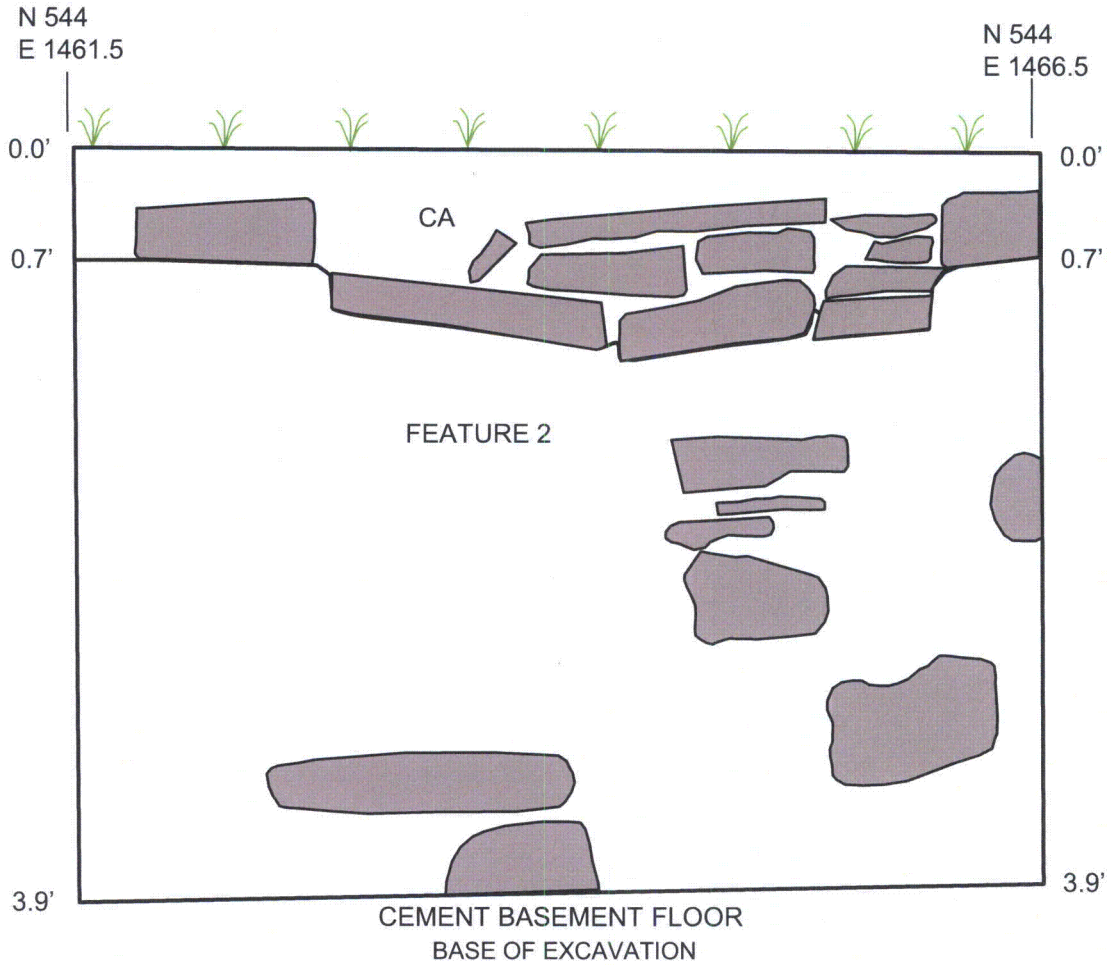 N 544
E 1461.5
N 544
E 1466.5
0.0'
0.0'
CA
0.7'
0.7'
FEATURE 2
3.9'
3.9'
CEMENT BASEMENT FLOOR
BASE OF EXCAVATION